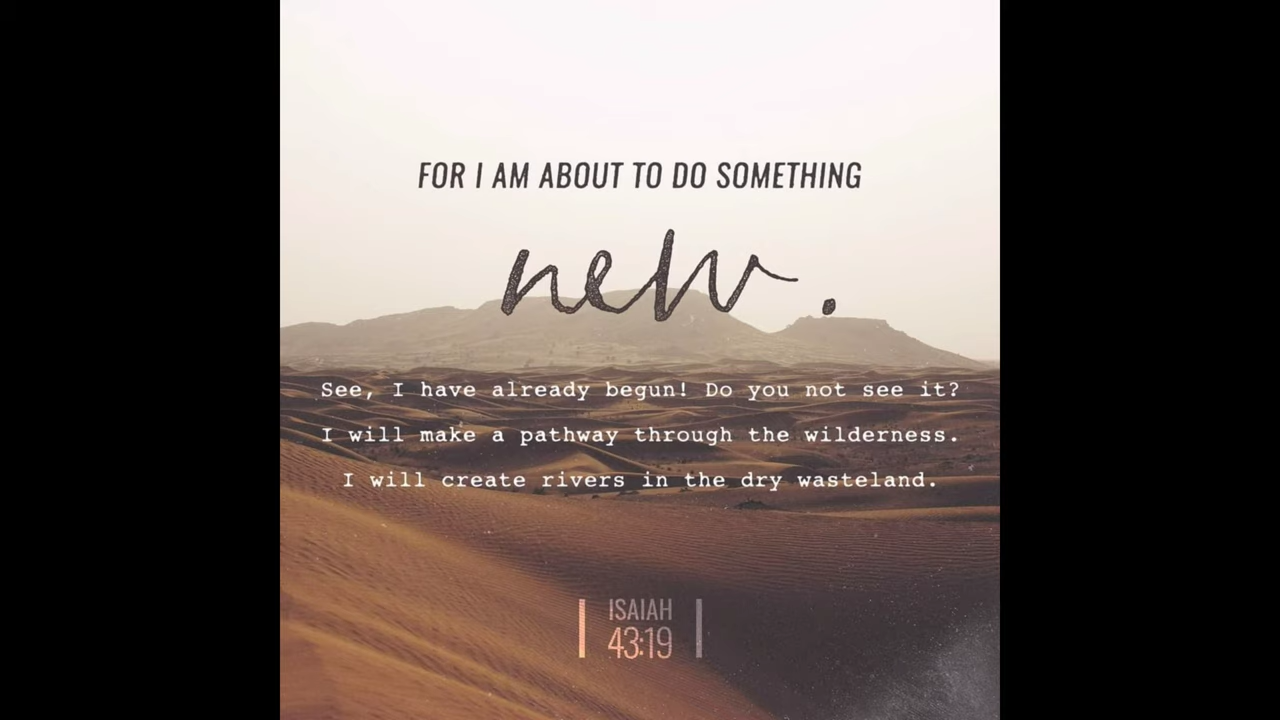 FOR I AM ABOUT TO DO SOMETHING
new.
See, I have already begun! Do you not see it?
I will make a pathway through the wilderness.
I will create rivers in the dry wasteland.
ISAIAH
43:19